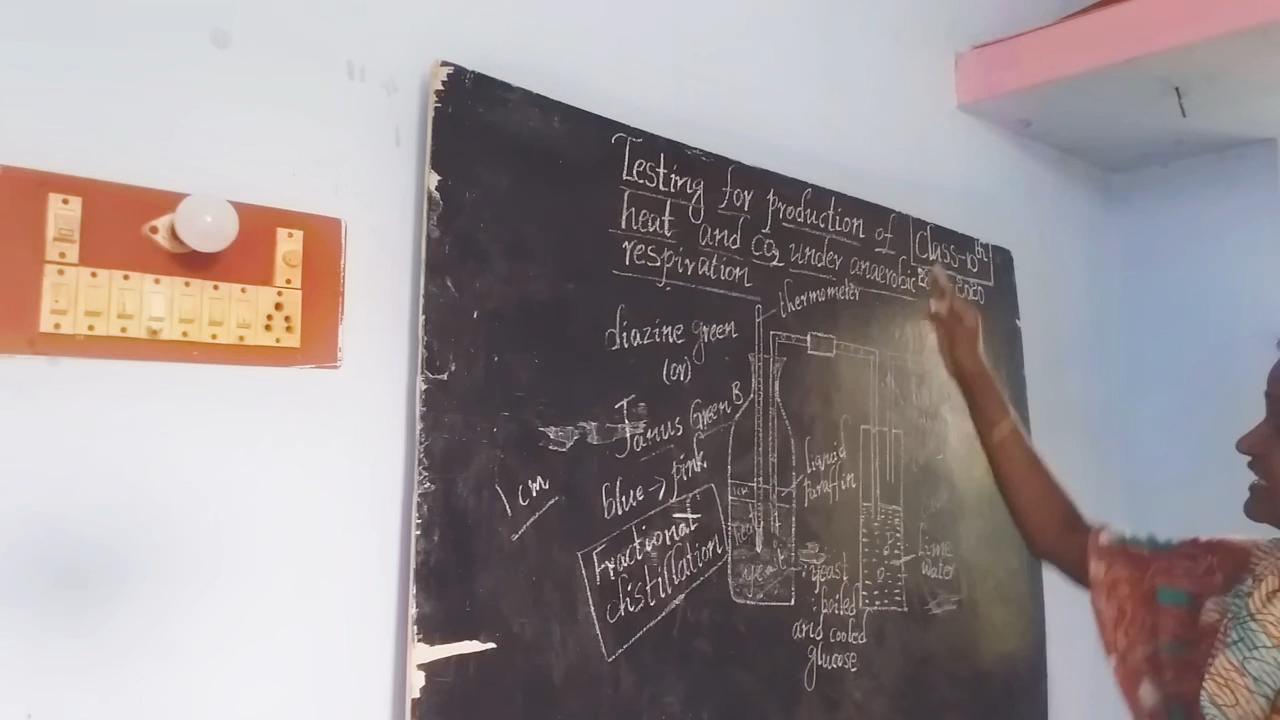 Testing for production of
heat and CO2 under anaerobic
respiration
Class-10th
thermometer
diazine green
(or)
Janus Green B
blue → pink
1 cm
Fractional
distillation
liquid
paraffin
1cm
yeast
: yeast
: boiled
and cooled
glucose
Lime
water